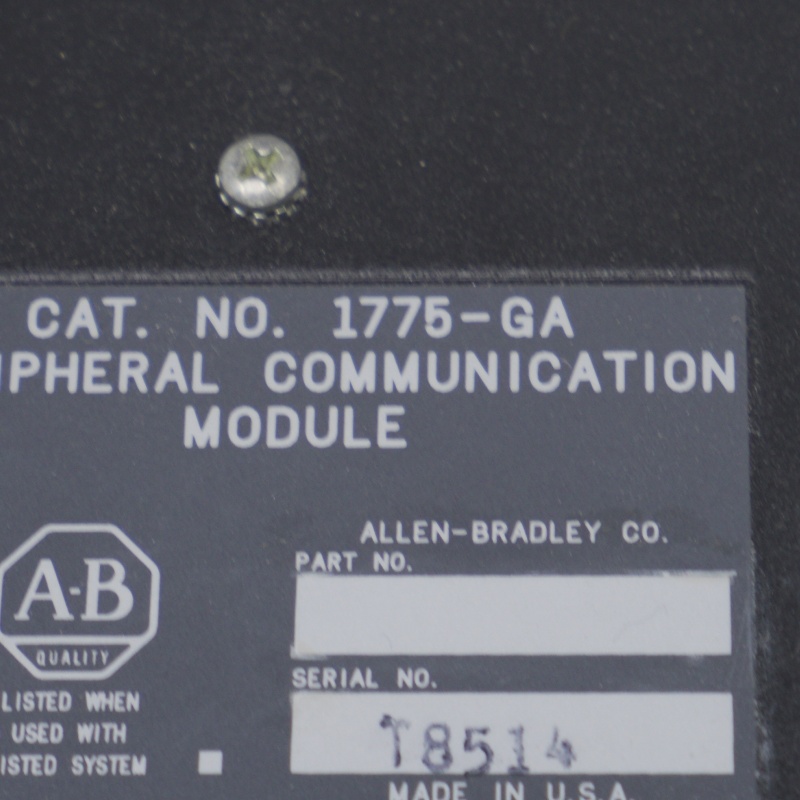 CAT. NO. 1775-GA
IPHERAL COMMUNICATION
MODULE
ALLEN-BRADLEY CO.
PART NO.
A-B
QUALITY
SERIAL NO.
LISTED WHEN
USED WITH
ISTED SYSTEM
T8514
MADE IN U.S.A.